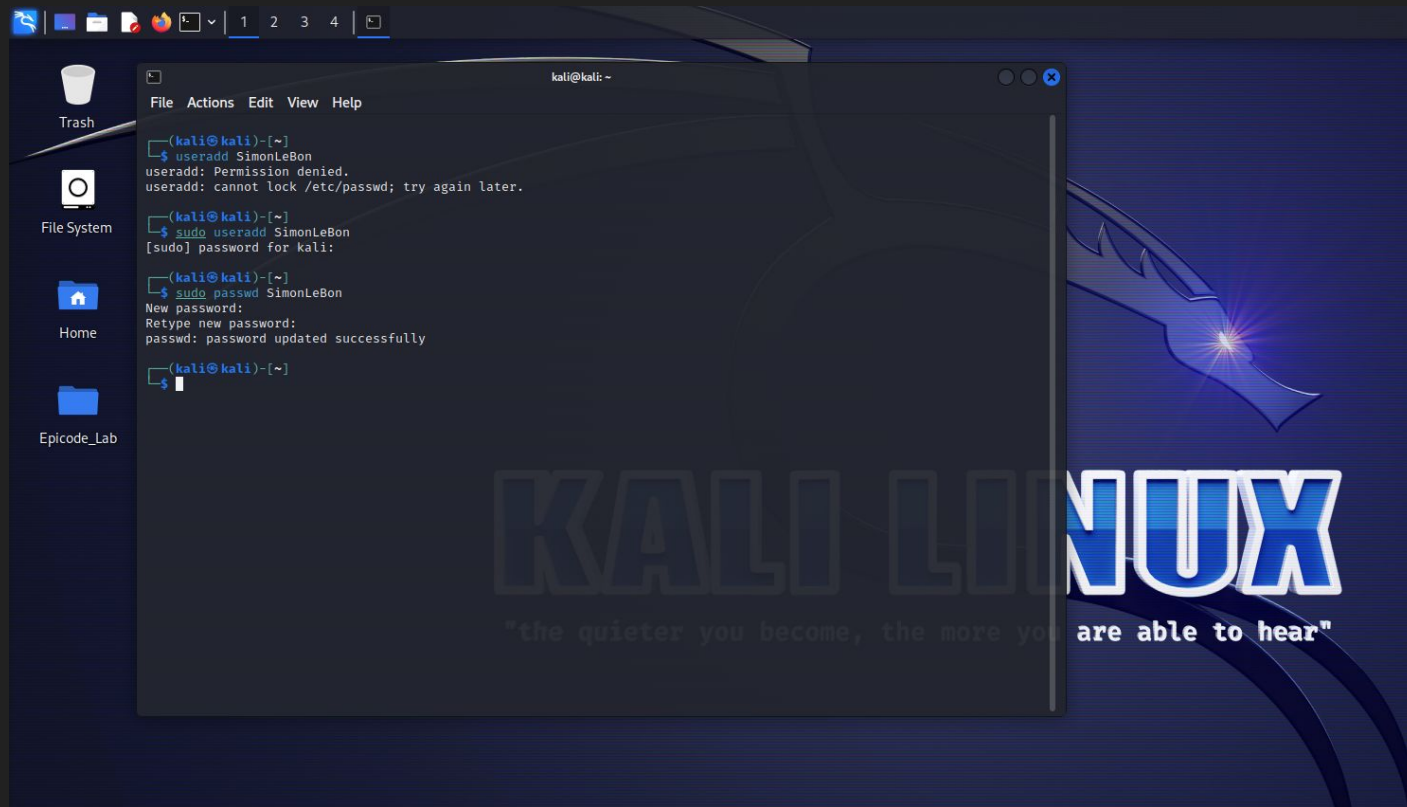 1 2 3 4
kali@kali: ~
File Actions Edit View Help
Trash
File System
Home
Epicode_Lab
┌──(kali㉿kali)-[~]
└─$ useradd SimonLeBon
useradd: Permission denied.
useradd: cannot lock /etc/passwd; try again later.
┌──(kali㉿kali)-[~]
└─$ sudo useradd SimonLeBon
[sudo] password for kali:
┌──(kali㉿kali)-[~]
└─$ sudo passwd SimonLeBon
New password:
Retype new password:
passwd: password updated successfully
┌──(kali㉿kali)-[~]
└─$
KALI LINUX
"the quieter you become, the more you are able to hear"